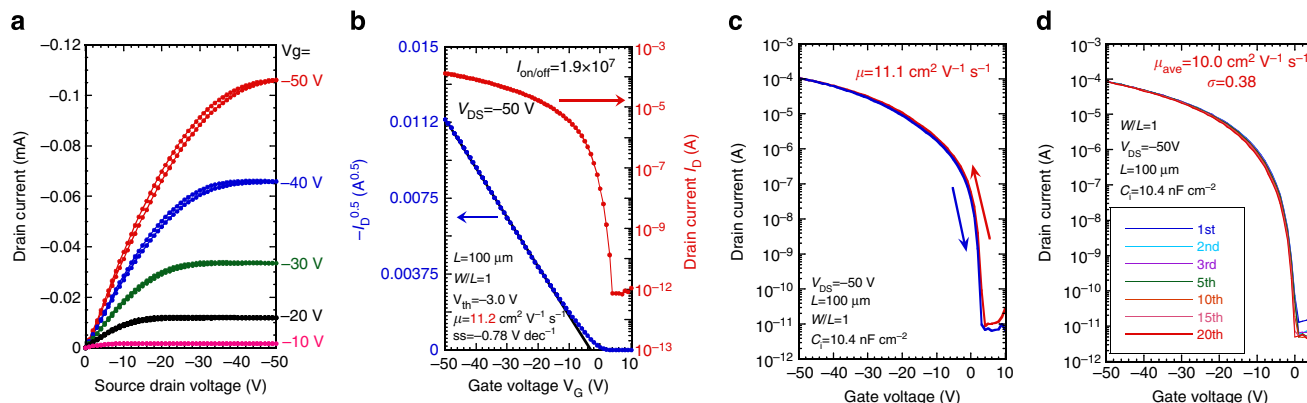 a
Vg=
–0.12
–0.1
–0.08
–0.06
–0.04
–0.02
0
Drain current (mA)
–50 V
–40 V
–30 V
–20 V
–10 V
0 –10 –20 –30 –40 –50
Source drain voltage (V)
b
0.015
0.0112
0.0075
0.00375
0
–I_D^0.5 (A^0.5)
I_on/off=1.9×10^7
V_DS=–50 V
L=100 μm
W/L=1
V_th=–3.0 V
μ=11.2 cm² V⁻¹ s⁻¹
ss=–0.78 V dec⁻¹
10^–3
10^–5
10^–7
10^–9
10^–11
10^–12
10^–13
Drain current I_D (A)
–50 –40 –30 –20 –10 0 10
Gate voltage V_G (V)
c
10^–3
10^–4
10^–5
10^–6
10^–7
10^–8
10^–9
10^–10
10^–11
10^–12
Drain current (A)
μ=11.1 cm² V⁻¹ s⁻¹
V_DS=–50 V
L=100 μm
W/L=1
C_i=10.4 nF cm⁻²
–50 –40 –30 –20 –10 0 10
Gate voltage (V)
d
10^–3
10^–4
10^–5
10^–6
10^–7
10^–8
10^–9
10^–10
10^–11
10^–12
Drain current (A)
μ_ave=10.0 cm² V⁻¹ s⁻¹
σ=0.38
W/L=1
V_DS=–50V
L=100 μm
C_i=10.4 nF cm⁻²
1st
2nd
3rd
5th
10th
15th
20th
–50 –40 –30 –20 –10 0
Gate voltage (V)